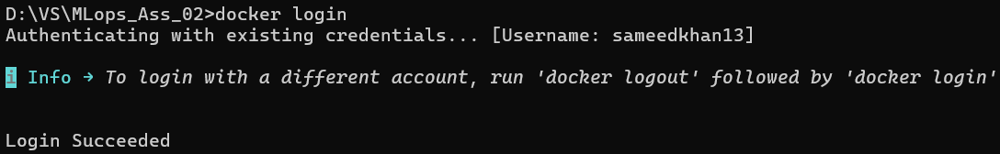 D:\VS\MLops_Ass_02>docker login
Authenticating with existing credentials... [Username: sameedkhan13]
i Info → To login with a different account, run 'docker logout' followed by 'docker login'
Login Succeeded